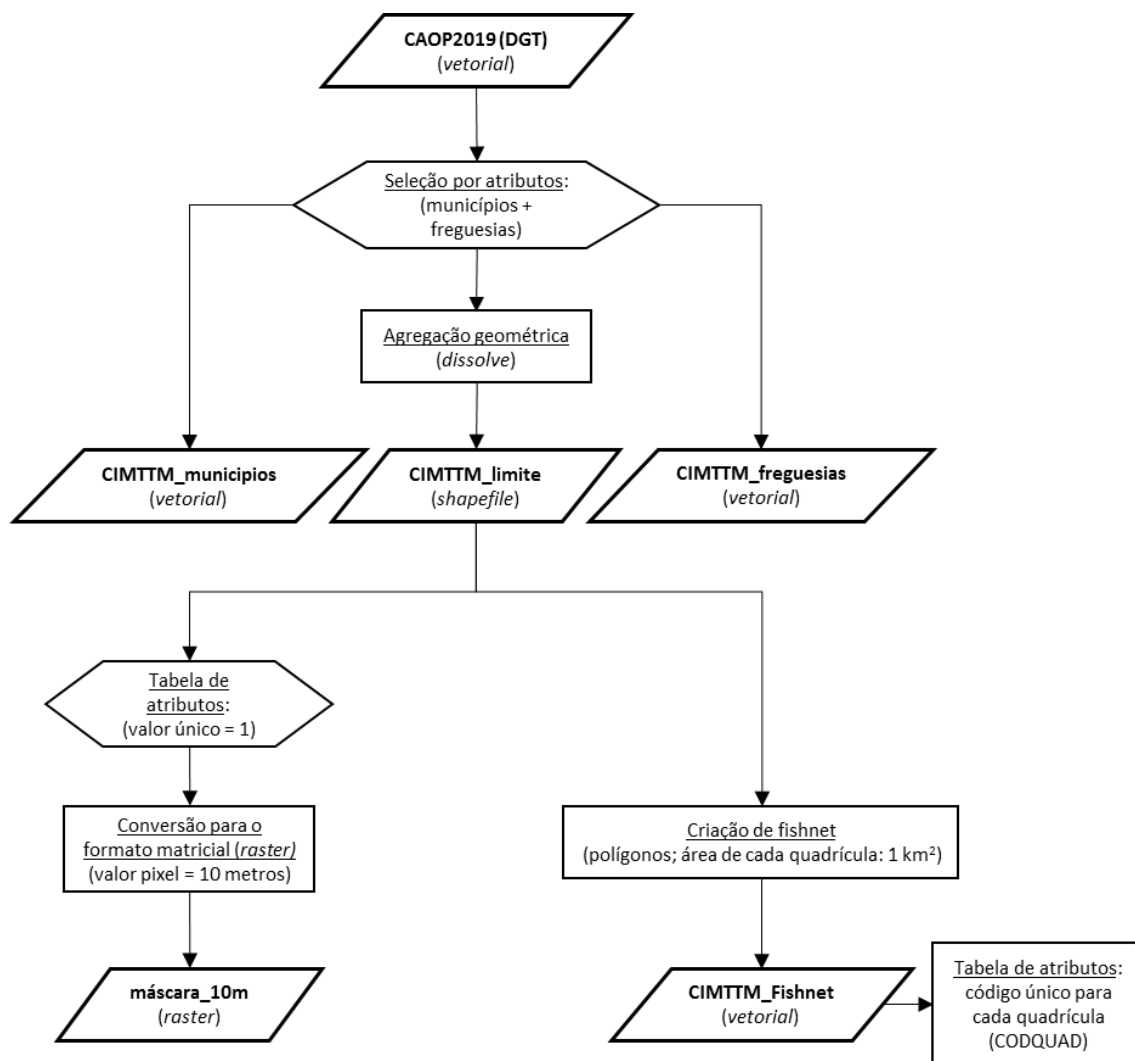 CAOP2019 (DGT)
(vetorial)
Seleção por atributos:
(municípios +
freguesias)
Agregação geométrica
(dissolve)
CIMTTM_municipios
(vetorial)
CIMTTM_limite
(shapefile)
CIMTTM_freguesias
(vetorial)
Tabela de
atributos:
(valor único = 1)
Conversão para o
formato matricial (raster)
(valor pixel = 10 metros)
Criação de fishnet
(polígonos; área de cada quadrícula: 1 km²)
máscara_10m
(raster)
CIMTTM_Fishnet
(vetorial)
Tabela de atributos:
código único para
cada quadrícula
(CODQUAD)